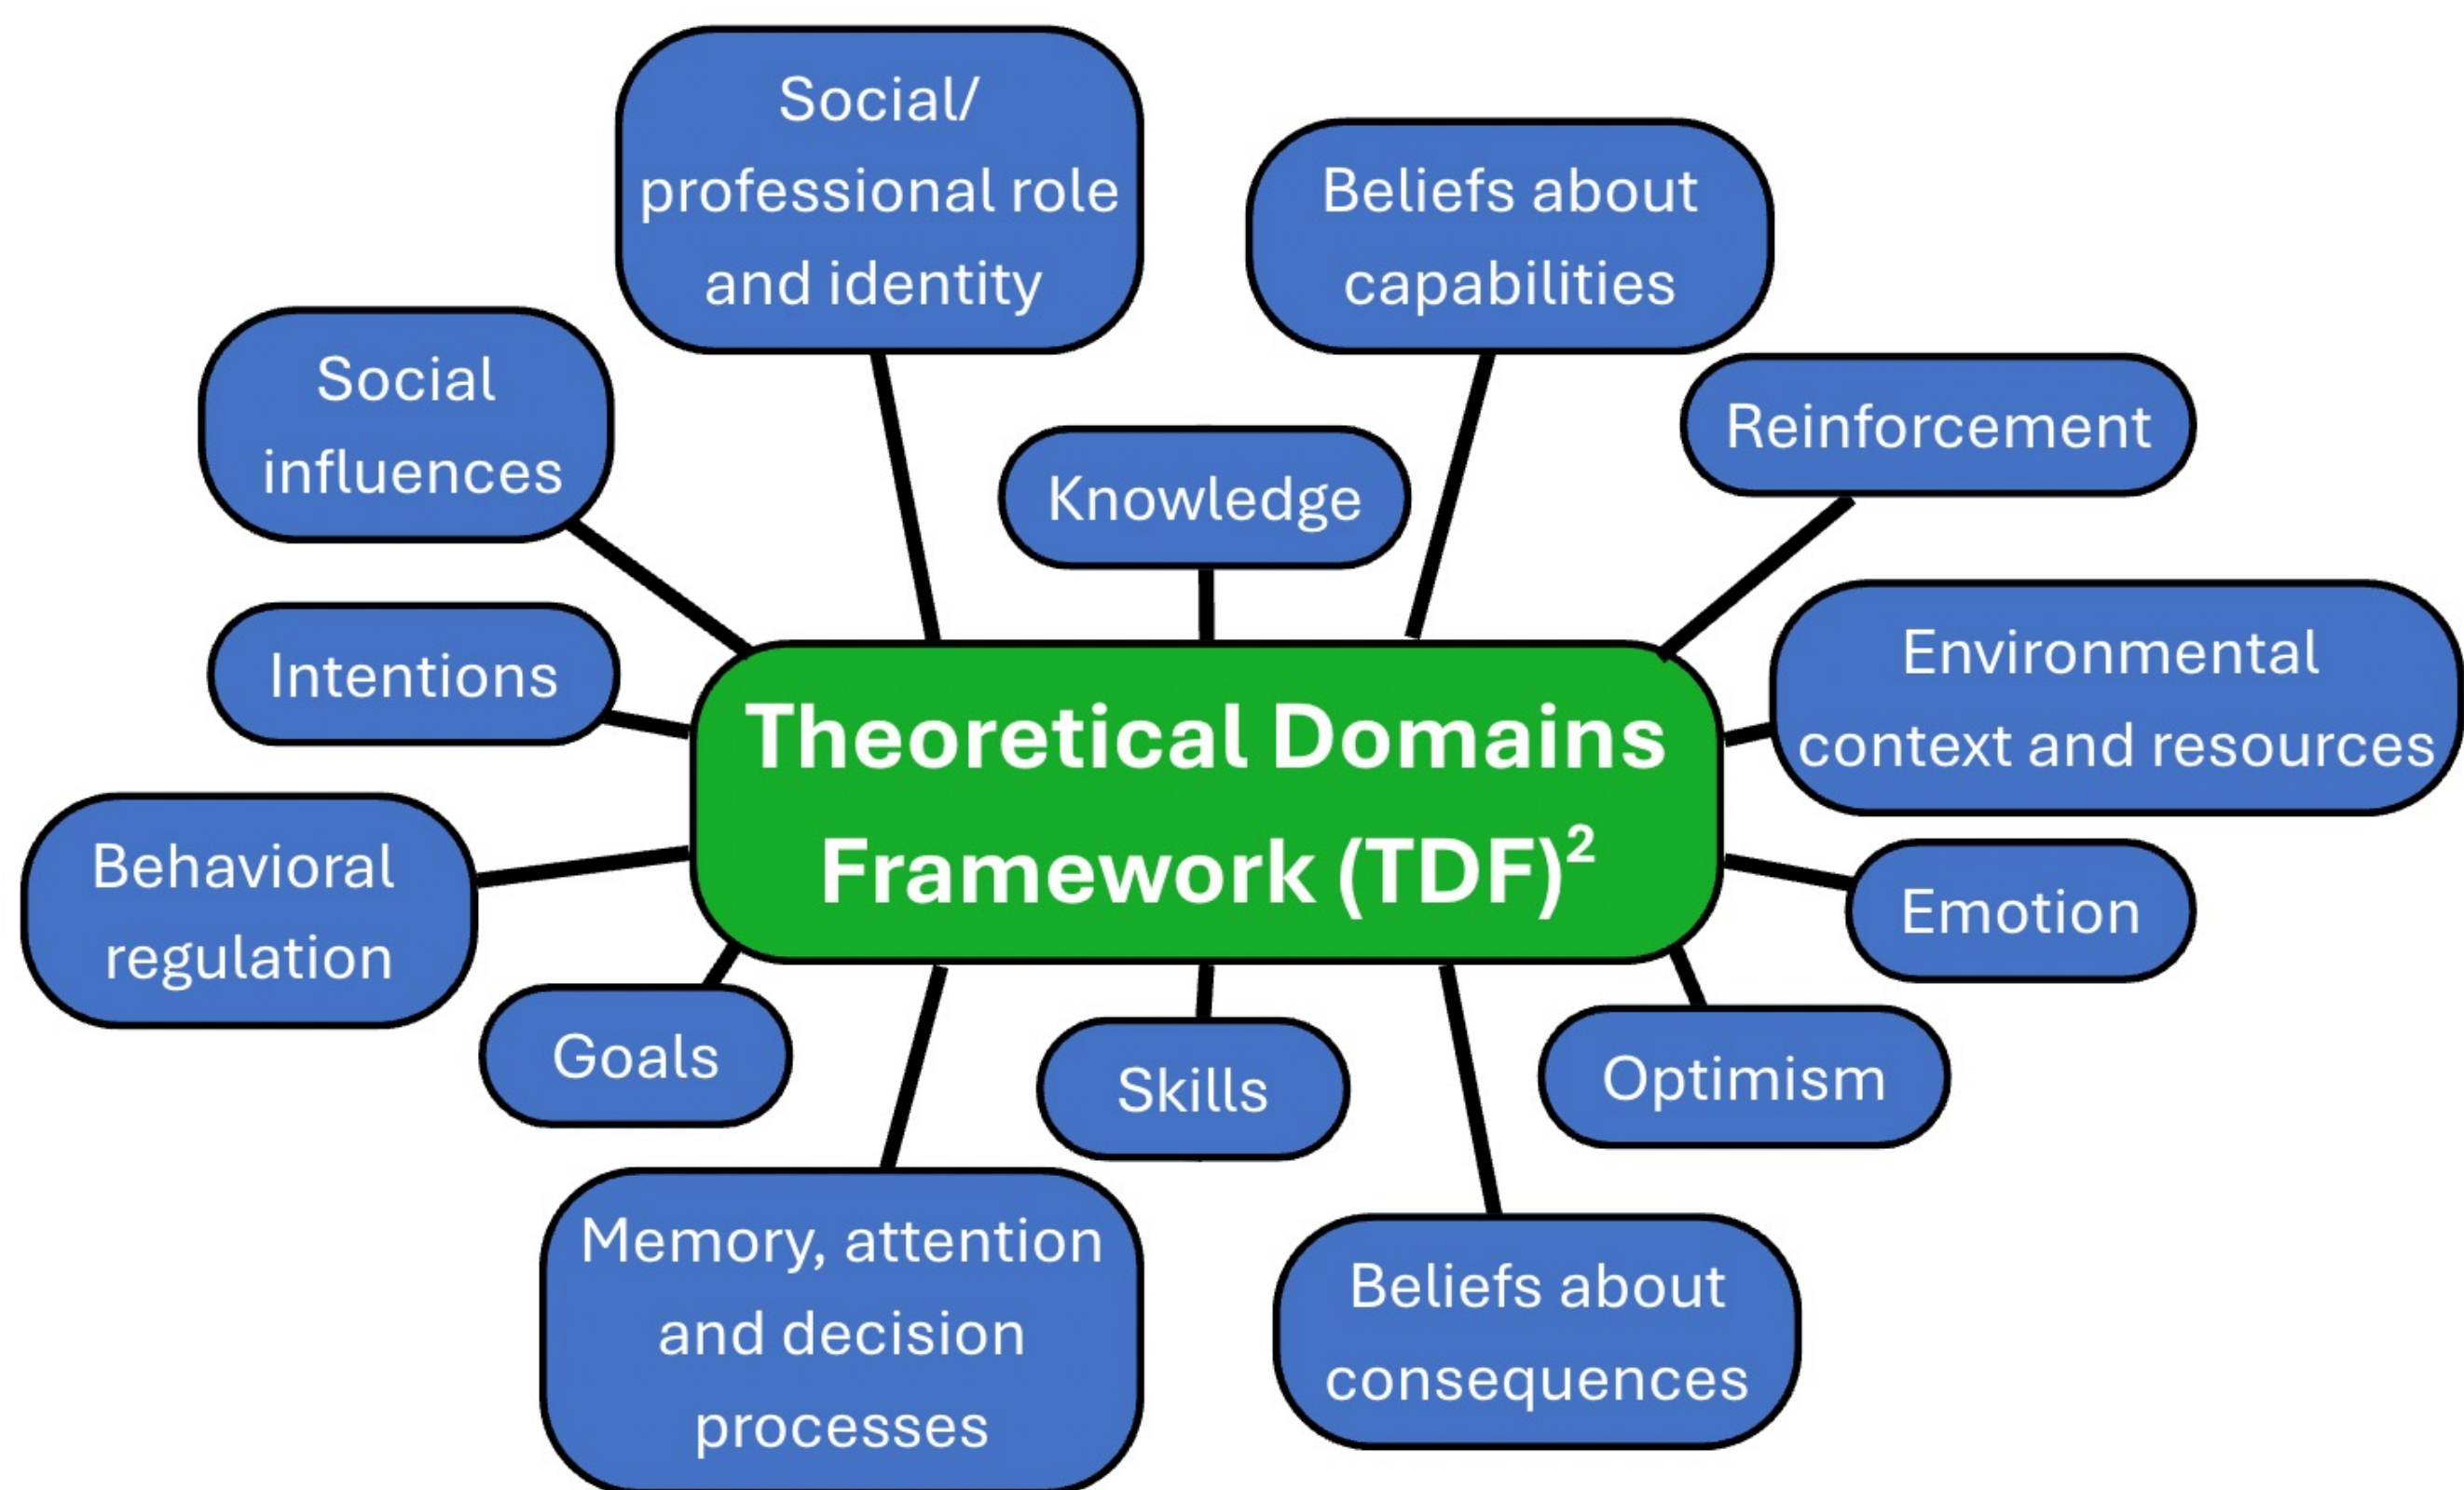 Social/
professional role
and identity
Beliefs about
capabilities
Social
influences
Reinforcement
Knowledge
Intentions
Environmental
context and resources
Theoretical Domains
Framework (TDF)²
Behavioral
regulation
Emotion
Goals
Skills
Optimism
Memory, attention
and decision
processes
Beliefs about
consequences